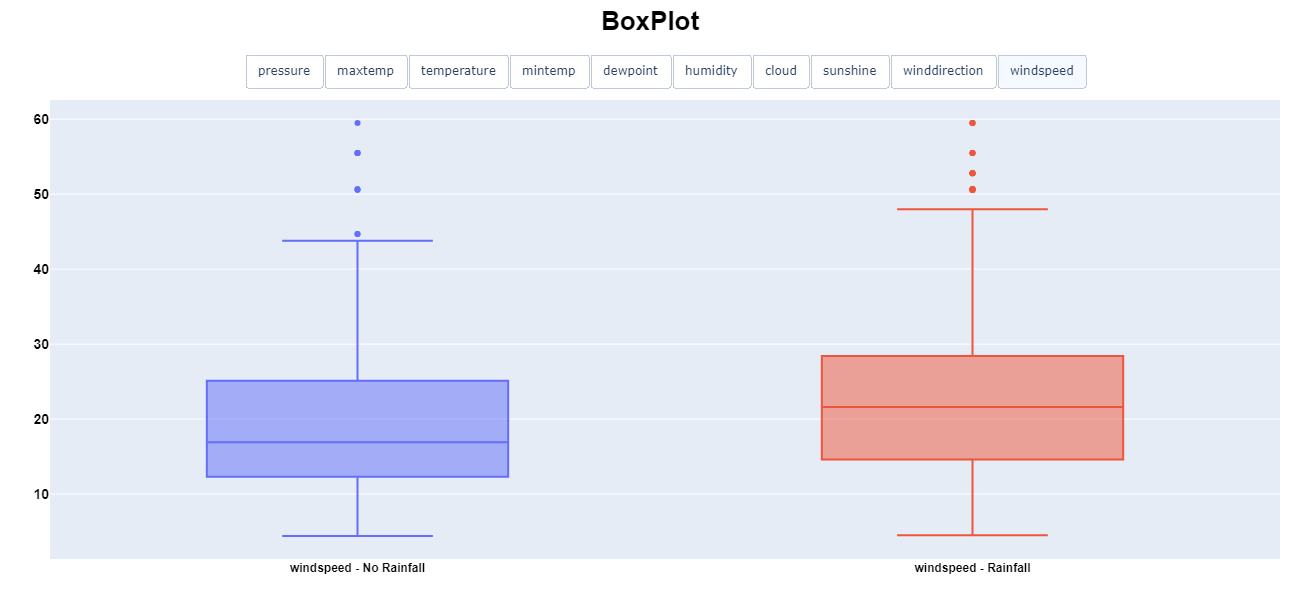 BoxPlot
pressure maxtemp temperature mintemp dewpoint humidity cloud sunshine winddirection windspeed
60
50
40
30
20
10
windspeed - No Rainfall windspeed - Rainfall